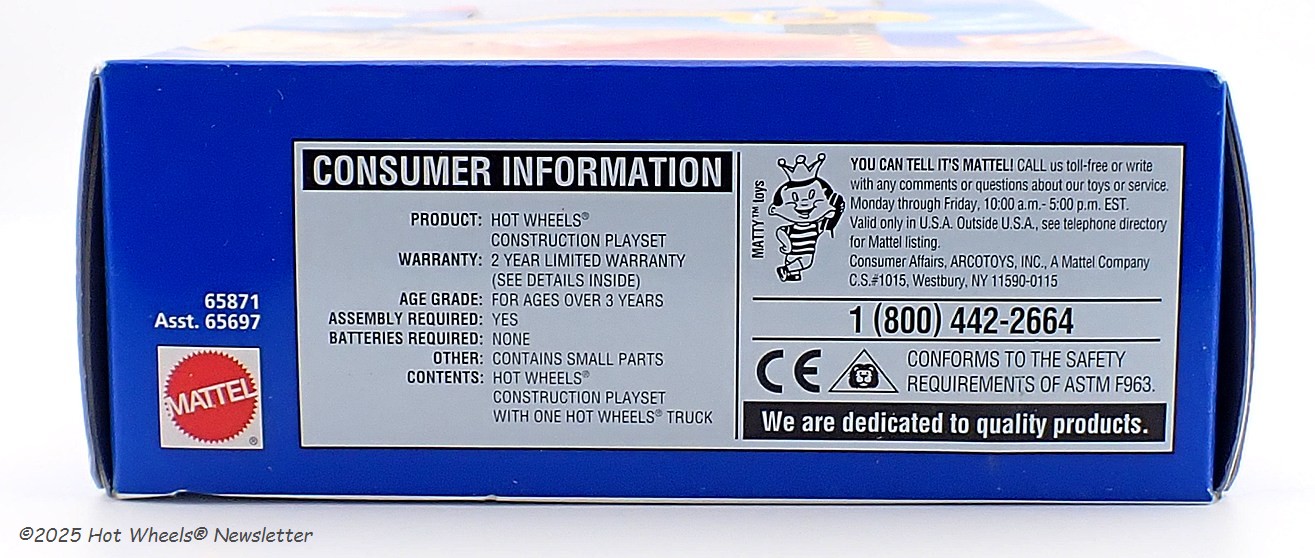 65871
Asst. 65697
MATTEL
®
CONSUMER INFORMATION
PRODUCT: HOT WHEELS®
CONSTRUCTION PLAYSET
WARRANTY: 2 YEAR LIMITED WARRANTY
(SEE DETAILS INSIDE)
AGE GRADE: FOR AGES OVER 3 YEARS
ASSEMBLY REQUIRED: YES
BATTERIES REQUIRED: NONE
OTHER: CONTAINS SMALL PARTS
CONTENTS: HOT WHEELS®
CONSTRUCTION PLAYSET
WITH ONE HOT WHEELS® TRUCK
MATTY™ toys
YOU CAN TELL IT'S MATTEL! CALL us toll-free or write
with any comments or questions about our toys or service.
Monday through Friday, 10:00 a.m.- 5:00 p.m. EST.
Valid only in U.S.A. Outside U.S.A., see telephone directory
for Mattel listing.
Consumer Affairs, ARCOTOYS, INC., A Mattel Company
C.S.#1015, Westbury, NY 11590-0115
1 (800) 442-2664
CE
CONFORMS TO THE SAFETY
REQUIREMENTS OF ASTM F963.
We are dedicated to quality products.
©2025 Hot Wheels® Newsletter